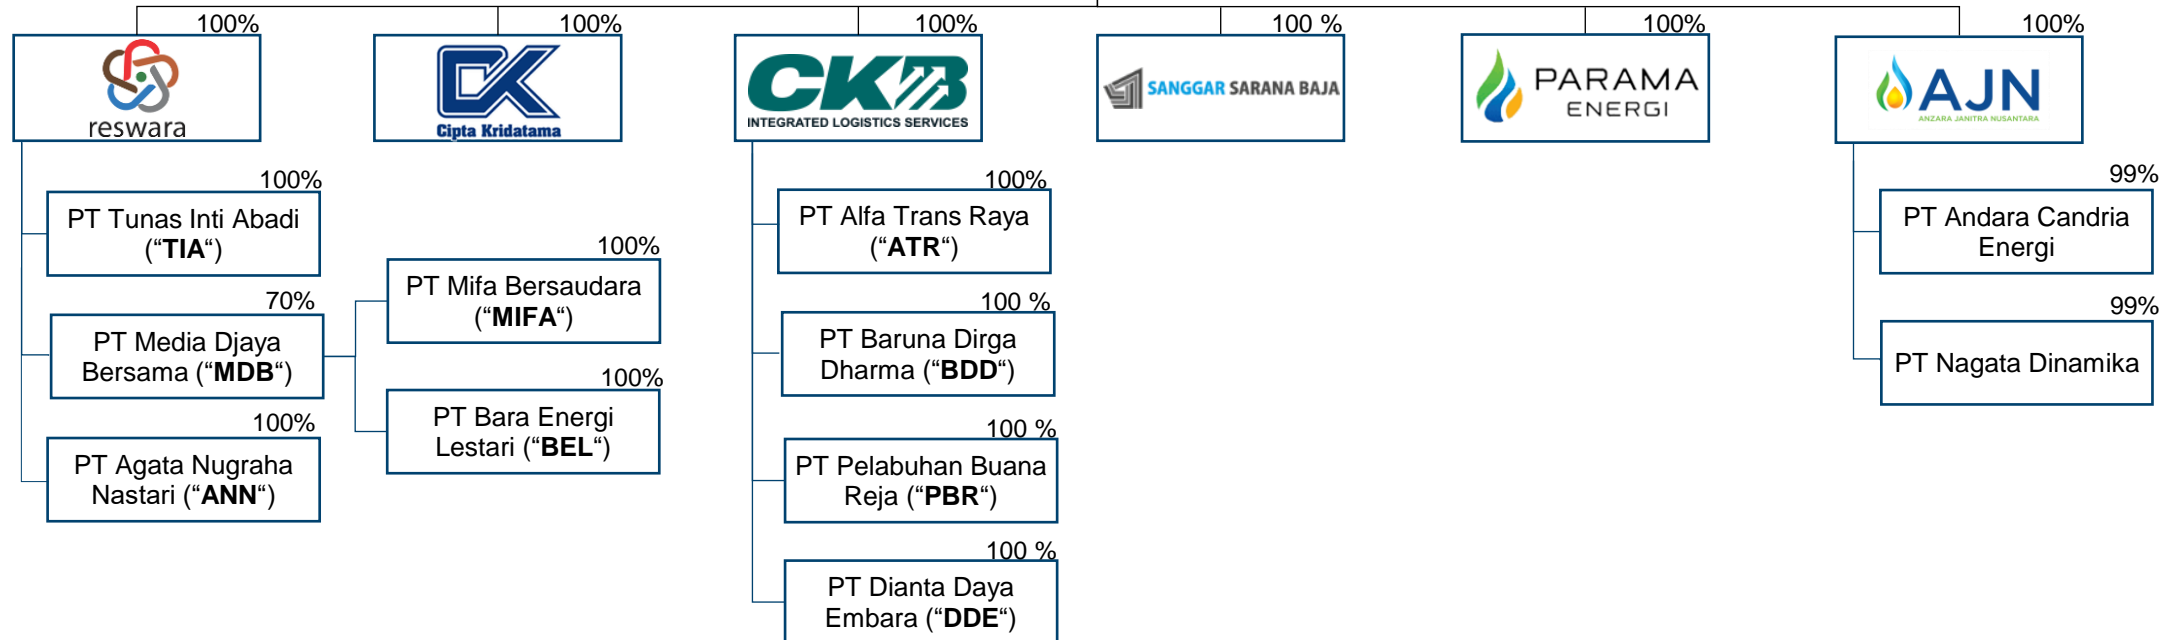 100%
100%
100%
100 %
100%
100%
reswara
CK
Cipta Kridatama
CKB
INTEGRATED LOGISTICS SERVICES
SANGGAR SARANA BAJA
PARAMA
ENERGI
AJN
ANZARA JANITRA NUSANTARA
100%
PT Tunas Inti Abadi
(“TIA“)
70%
PT Media Djaya
Bersama (“MDB“)
100%
PT Agata Nugraha
Nastari (“ANN“)
100%
PT Mifa Bersaudara
(“MIFA“)
100%
PT Bara Energi
Lestari (“BEL“)
100%
PT Alfa Trans Raya
(“ATR“)
100 %
PT Baruna Dirga
Dharma (“BDD“)
100 %
PT Pelabuhan Buana
Reja (“PBR“)
100 %
PT Dianta Daya
Embara (“DDE“)
99%
PT Andara Candria
Energi
99%
PT Nagata Dinamika